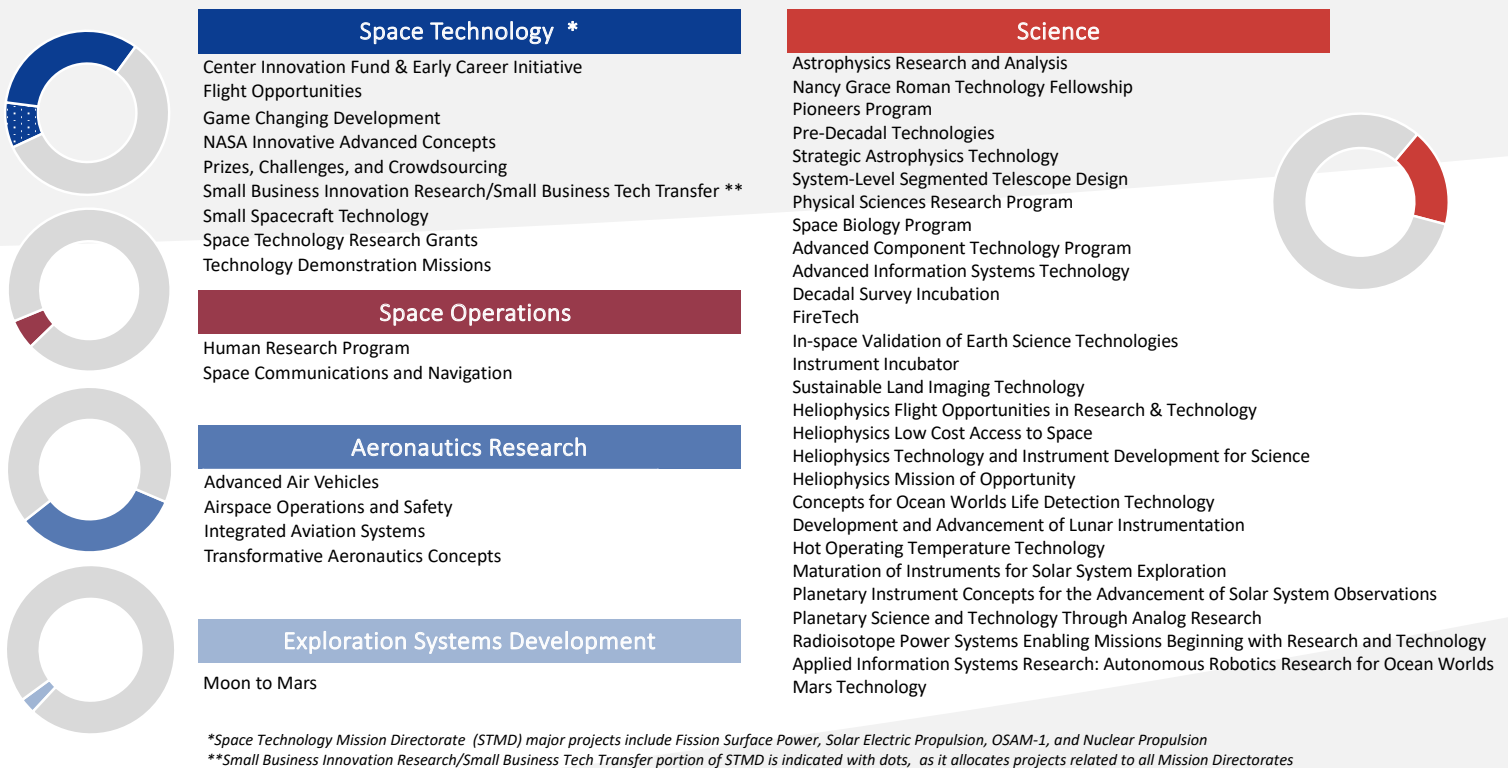 Space Technology *
Center Innovation Fund & Early Career Initiative
Flight Opportunities
Game Changing Development
NASA Innovative Advanced Concepts
Prizes, Challenges, and Crowdsourcing
Small Business Innovation Research/Small Business Tech Transfer **
Small Spacecraft Technology
Space Technology Research Grants
Technology Demonstration Missions
Space Operations
Human Research Program
Space Communications and Navigation
Aeronautics Research
Advanced Air Vehicles
Airspace Operations and Safety
Integrated Aviation Systems
Transformative Aeronautics Concepts
Exploration Systems Development
Moon to Mars
Science
Astrophysics Research and Analysis
Nancy Grace Roman Technology Fellowship
Pioneers Program
Pre-Decadal Technologies
Strategic Astrophysics Technology
System-Level Segmented Telescope Design
Physical Sciences Research Program
Space Biology Program
Advanced Component Technology Program
Advanced Information Systems Technology
Decadal Survey Incubation
FireTech
In-space Validation of Earth Science Technologies
Instrument Incubator
Sustainable Land Imaging Technology
Heliophysics Flight Opportunities in Research & Technology
Heliophysics Low Cost Access to Space
Heliophysics Technology and Instrument Development for Science
Heliophysics Mission of Opportunity
Concepts for Ocean Worlds Life Detection Technology
Development and Advancement of Lunar Instrumentation
Hot Operating Temperature Technology
Maturation of Instruments for Solar System Exploration
Planetary Instrument Concepts for the Advancement of Solar System Observations
Planetary Science and Technology Through Analog Research
Radioisotope Power Systems Enabling Missions Beginning with Research and Technology
Applied Information Systems Research: Autonomous Robotics Research for Ocean Worlds
Mars Technology
*Space Technology Mission Directorate (STMD) major projects include Fission Surface Power, Solar Electric Propulsion, OSAM-1, and Nuclear Propulsion
**Small Business Innovation Research/Small Business Tech Transfer portion of STMD is indicated with dots, as it allocates projects related to all Mission Directorates